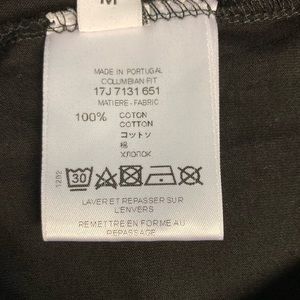 M
MADE IN PORTUGAL
COLUMBIAN FIT
17J 7131 651
MATIERE - FABRIC
100% COTON
COTTON
コットン
棉
ХЛОПОК
1282
30
LAVER ET REPASSER SUR
L'ENVERS
REMETTRE EN FORME AU
REPASSAGE